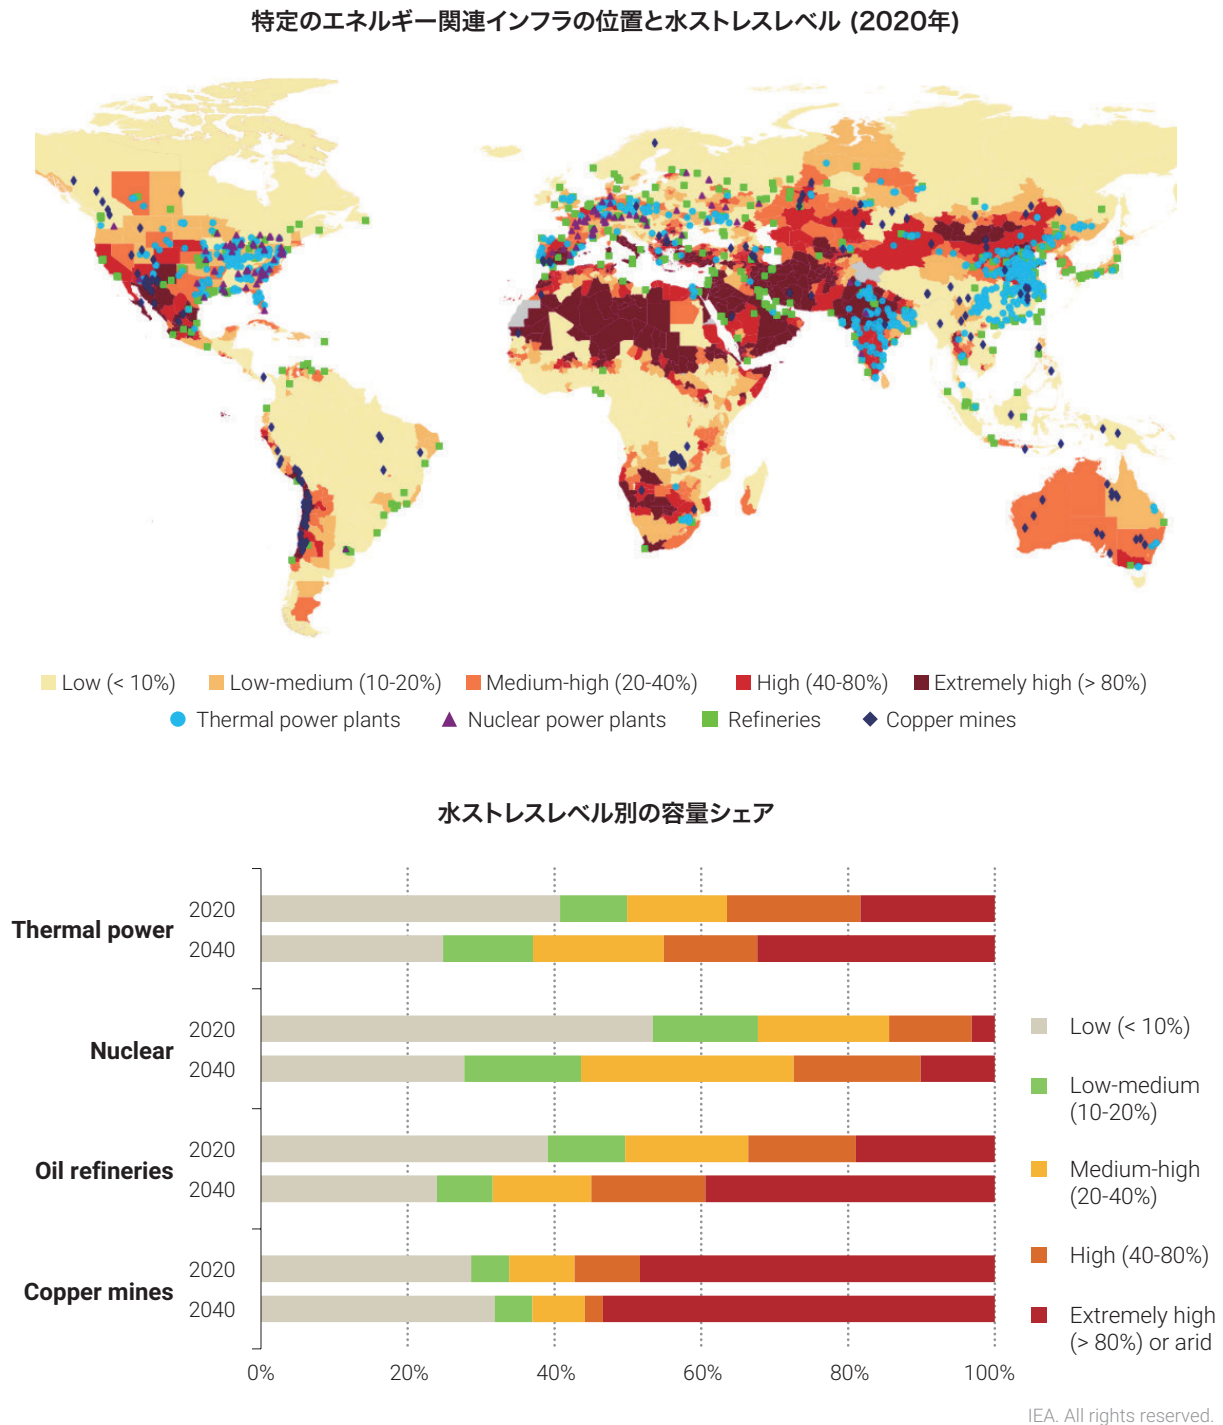 特定のエネルギー関連インフラの位置と水ストレスレベル (2020年)
Low (< 10%) Low-medium (10-20%) Medium-high (20-40%) High (40-80%) Extremely high (> 80%)
Thermal power plants Nuclear power plants Refineries Copper mines
水ストレスレベル別の容量シェア
Thermal power
2020
2040
Nuclear
2020
2040
Oil refineries
2020
2040
Copper mines
2020
2040
0% 20% 40% 60% 80% 100%
Low (< 10%)
Low-medium
(10-20%)
Medium-high
(20-40%)
High (40-80%)
Extremely high
(> 80%) or arid
IEA. All rights reserved.